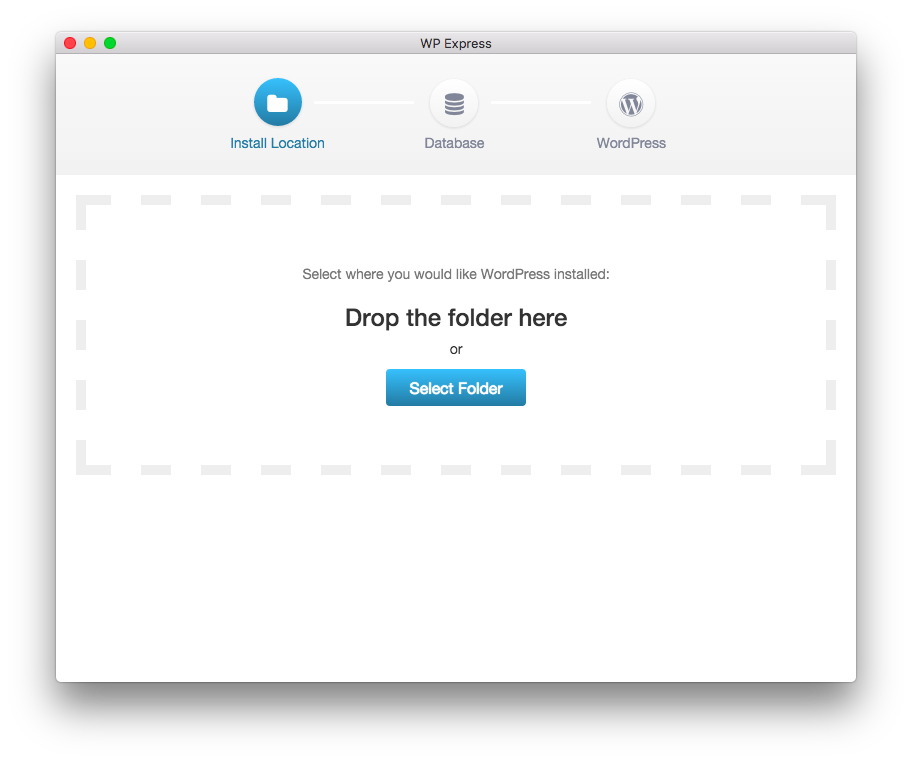 WP Express
Install Location
Database
WordPress
Select where you would like WordPress installed:
Drop the folder here
or
Select Folder